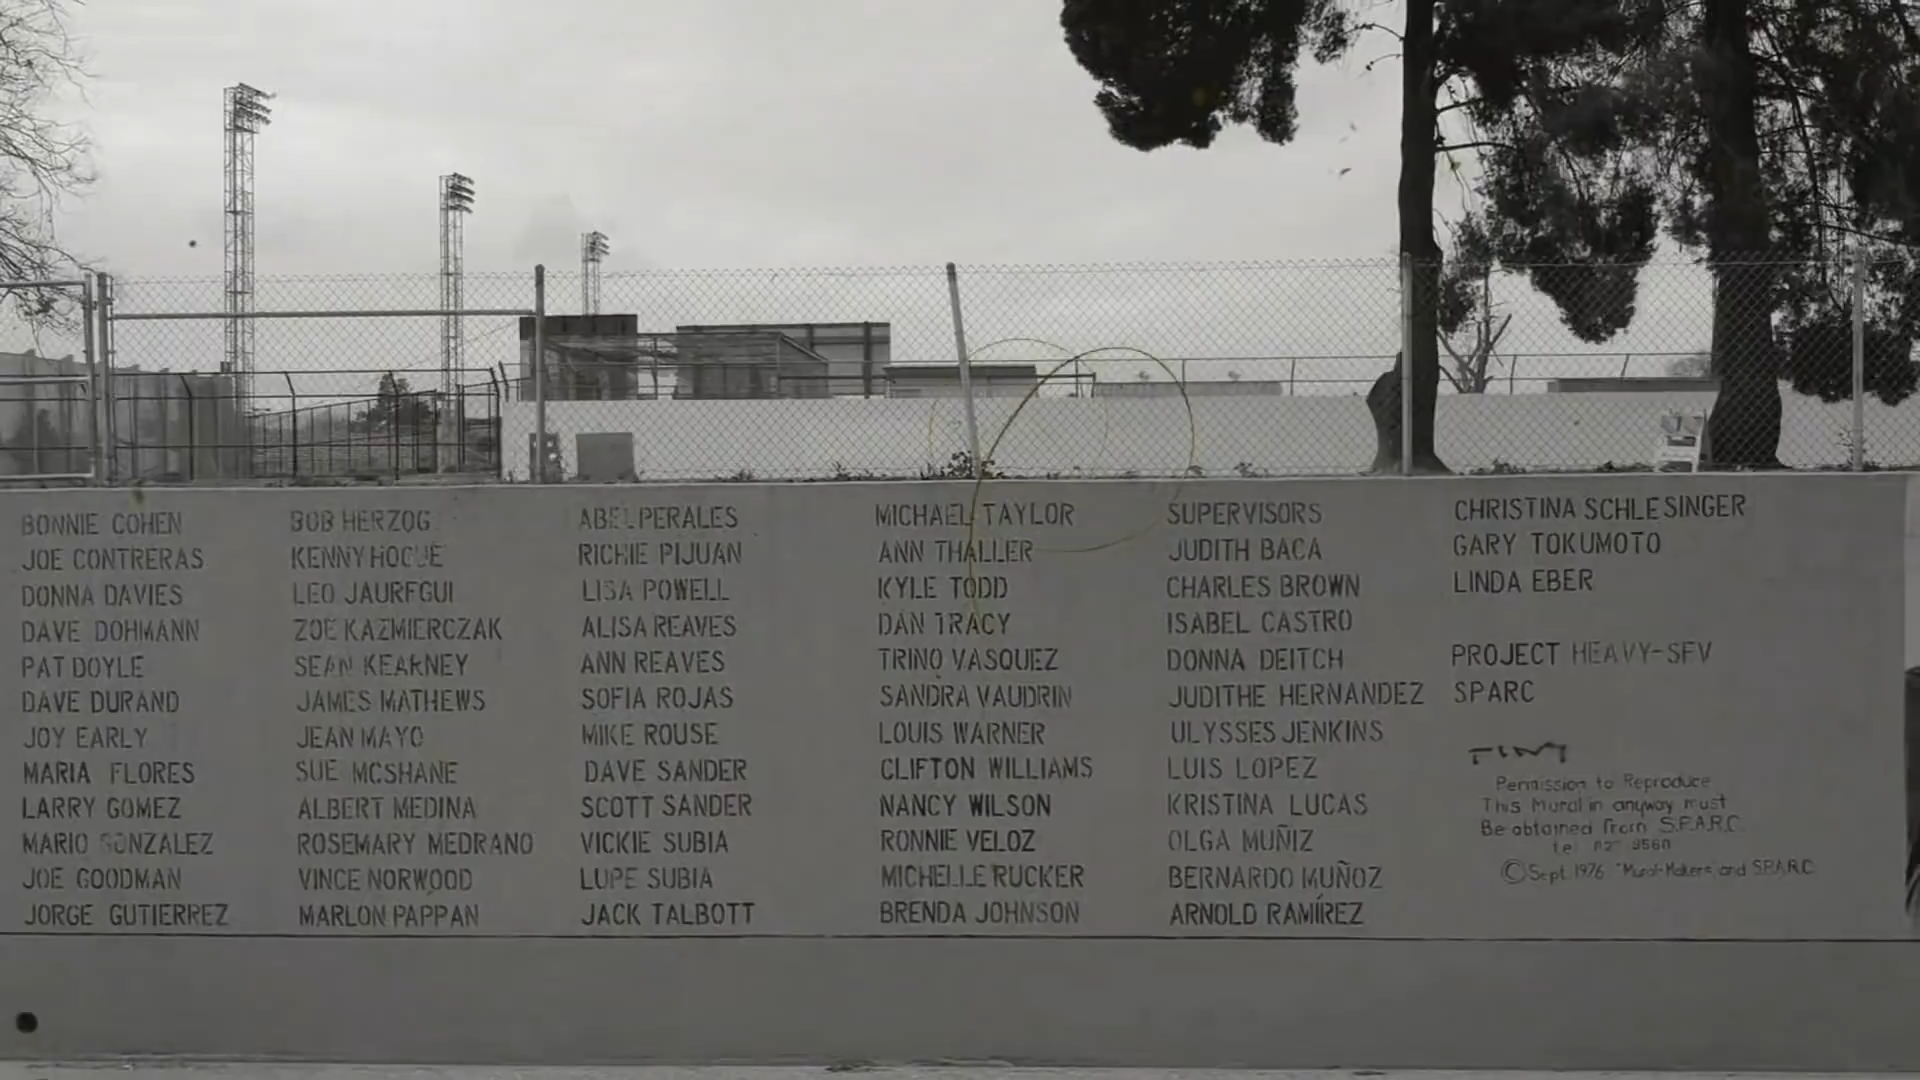 BONNIE COHEN
JOE CONTRERAS
DONNA DAVIES
DAVE DOHMANN
PAT DOYLE
DAVE DURAND
JOY EARLY
MARIA FLORES
LARRY GOMEZ
MARIO GONZALEZ
JOE GOODMAN
JORGE GUTIERREZ
BOB HERZOG
KENNY HOGUE
LEO JAUREGUI
ZOE KAZMIERCZAK
SEAN KEARNEY
JAMES MATHEWS
JEAN MAYO
SUE MCSHANE
ALBERT MEDINA
ROSEMARY MEDRANO
VINCE NORWOOD
MARLON PAPPAN
ABEL PERALES
RICHIE PIJUAN
LISA POWELL
ALISA REAVES
ANN REAVES
SOFIA ROJAS
MIKE ROUSE
DAVE SANDER
SCOTT SANDER
VICKIE SUBIA
LUPE SUBIA
JACK TALBOTT
MICHAEL TAYLOR
ANN THALLER
KYLE TODD
DAN TRACY
TRINO VASQUEZ
SANDRA VAUDRIN
LOUIS WARNER
CLIFTON WILLIAMS
NANCY WILSON
RONNIE VELOZ
MICHELLE RUCKER
BRENDA JOHNSON
SUPERVISORS
JUDITH BACA
CHARLES BROWN
ISABEL CASTRO
DONNA DEITCH
JUDITHE HERNANDEZ
ULYSSES JENKINS
LUIS LOPEZ
KRISTINA LUCAS
OLGA MUÑIZ
BERNARDO MUÑOZ
ARNOLD RAMÍREZ
CHRISTINA SCHLESINGER
GARY TOKUMOTO
LINDA EBER
PROJECT HEAVY-SFV
SPARC
Permission to Reproduce
This Mural in anyway must
Be obtained from S.P.A.R.C.
©Sept. 1976 "Mural-Makers" and S.P.A.R.C.